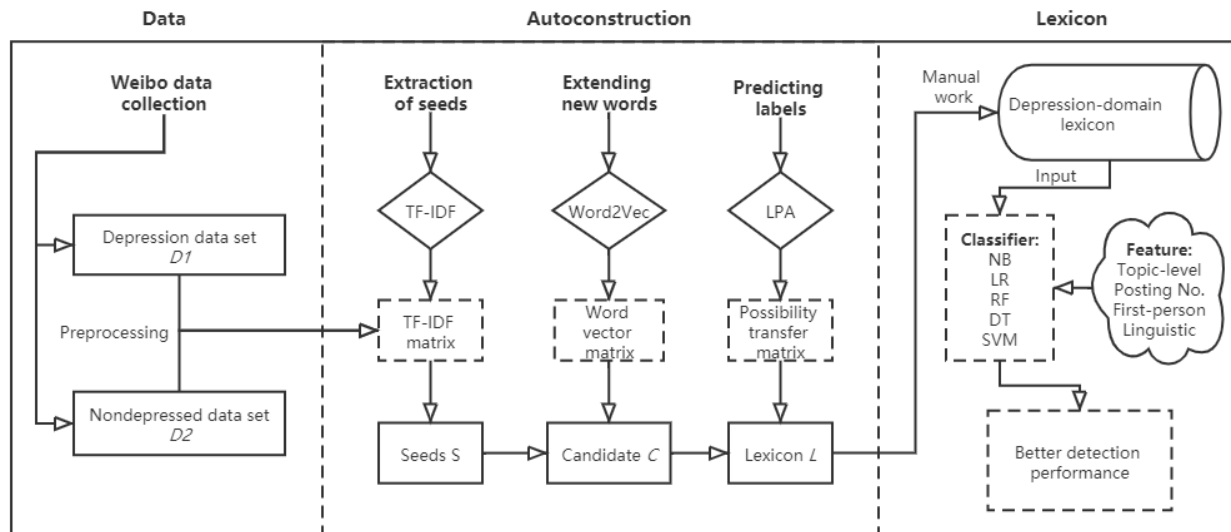 Data
Autoconstruction
Lexicon
Weibo data
collection
Depression data set
D1
Preprocessing
Nondepressed data set
D2
Extraction
of seeds
TF-IDF
TF-IDF
matrix
Seeds S
Extending
new words
Word2Vec
Word
vector
matrix
Candidate C
Predicting
labels
LPA
Possibility
transfer
matrix
Lexicon L
Manual
work
Depression-domain
lexicon
Input
Classifier:
NB
LR
RF
DT
SVM
Feature:
Topic-level
Posting No.
First-person
Linguistic
Better detection
performance